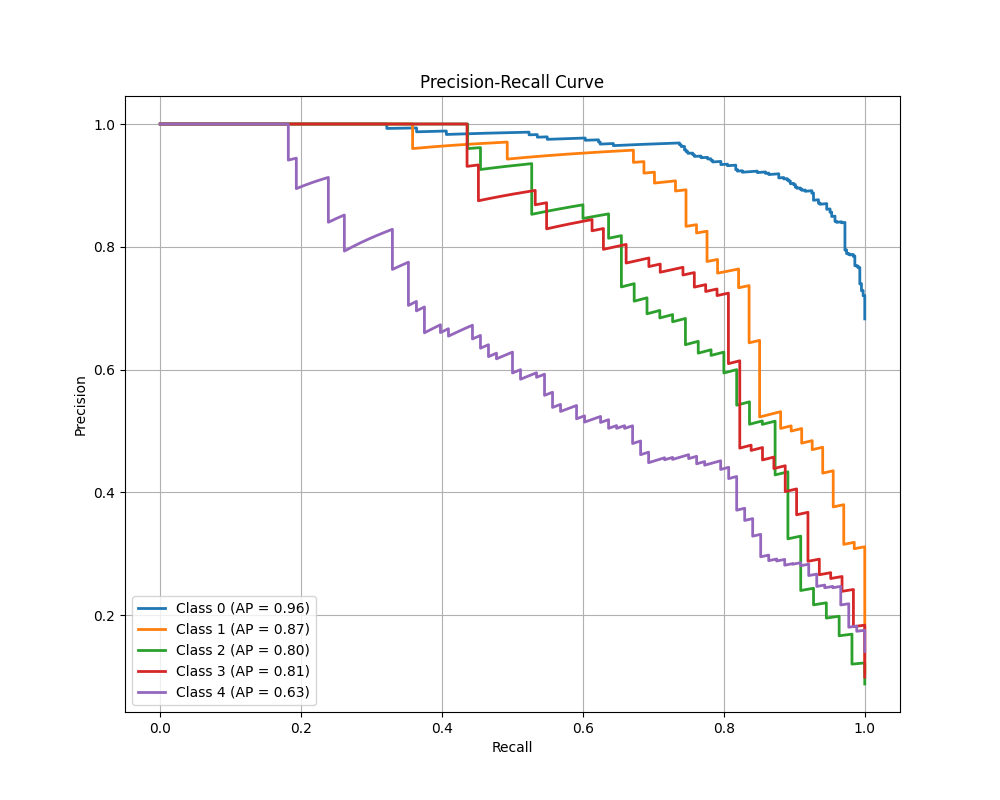 Precision-Recall Curve
Precision
1.0
0.8
0.6
0.4
0.2
Class 0 (AP = 0.96)
Class 1 (AP = 0.87)
Class 2 (AP = 0.80)
Class 3 (AP = 0.81)
Class 4 (AP = 0.63)
0.0 0.2 0.4 0.6 0.8 1.0
Recall